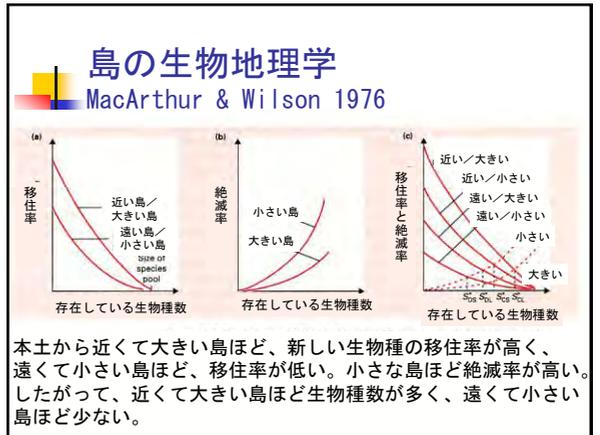 島の生物地理学
MacArthur & Wilson 1976
(a)
移住率
近い島／
大きい島
遠い島／
小さい島
Size of
species
pool
存在している生物種数
(b)
絶滅率
小さい島
大きい島
存在している生物種数
(c)
移住率と絶滅率
近い／大きい
近い／小さい
遠い／大きい
遠い／小さい
小さい
大きい
S*DS S*DL S*CS S*CL
存在している生物種数
本土から近くて大きい島ほど、新しい生物種の移住率が高く、
遠くて小さい島ほど、移住率が低い。小さな島ほど絶滅率が高い。
したがって、近くて大きい島ほど生物種数が多く、遠くて小さい
島ほど少ない。